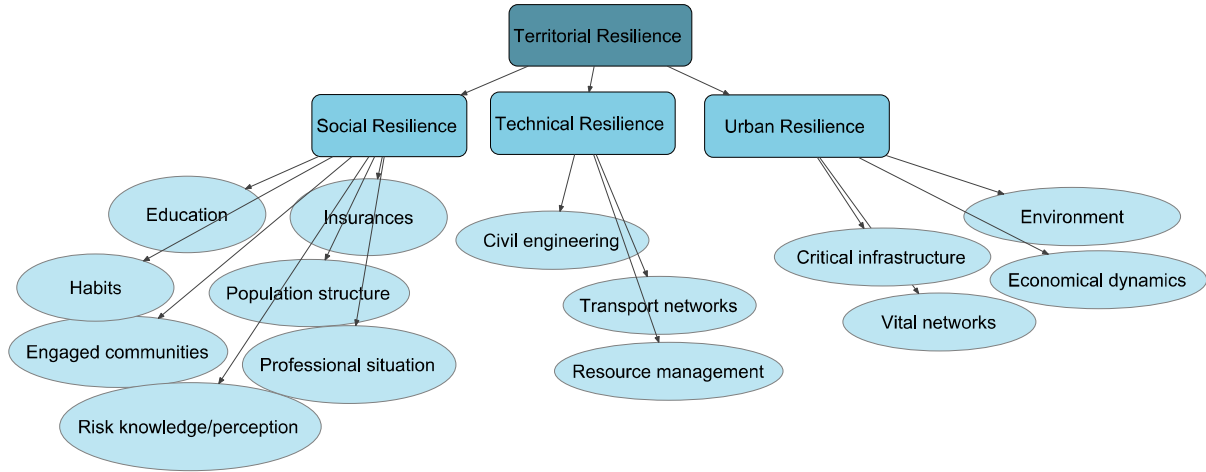 Territorial Resilience
Social Resilience
Technical Resilience
Urban Resilience
Education
Insurances
Habits
Population structure
Engaged communities
Professional situation
Risk knowledge/perception
Civil engineering
Transport networks
Resource management
Environment
Critical infrastructure
Economical dynamics
Vital networks